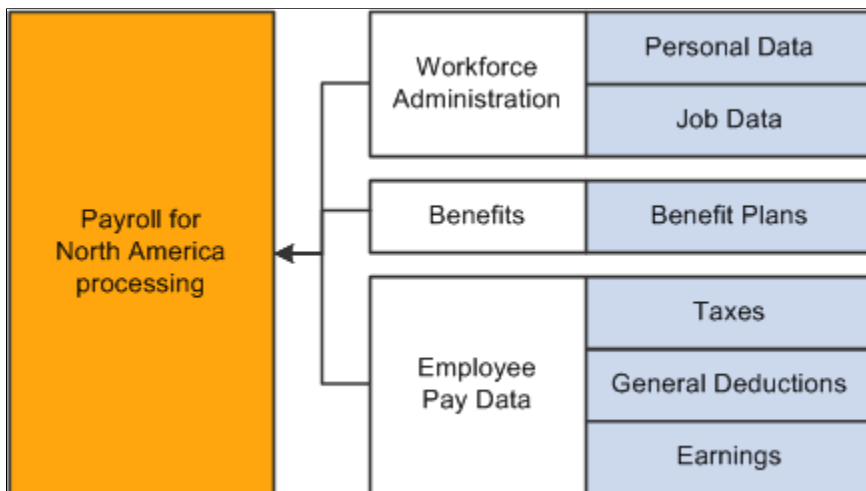 Payroll for
North America
processing
Workforce
Administration
Personal Data
Job Data
Benefits
Benefit Plans
Employee
Pay Data
Taxes
General Deductions
Earnings